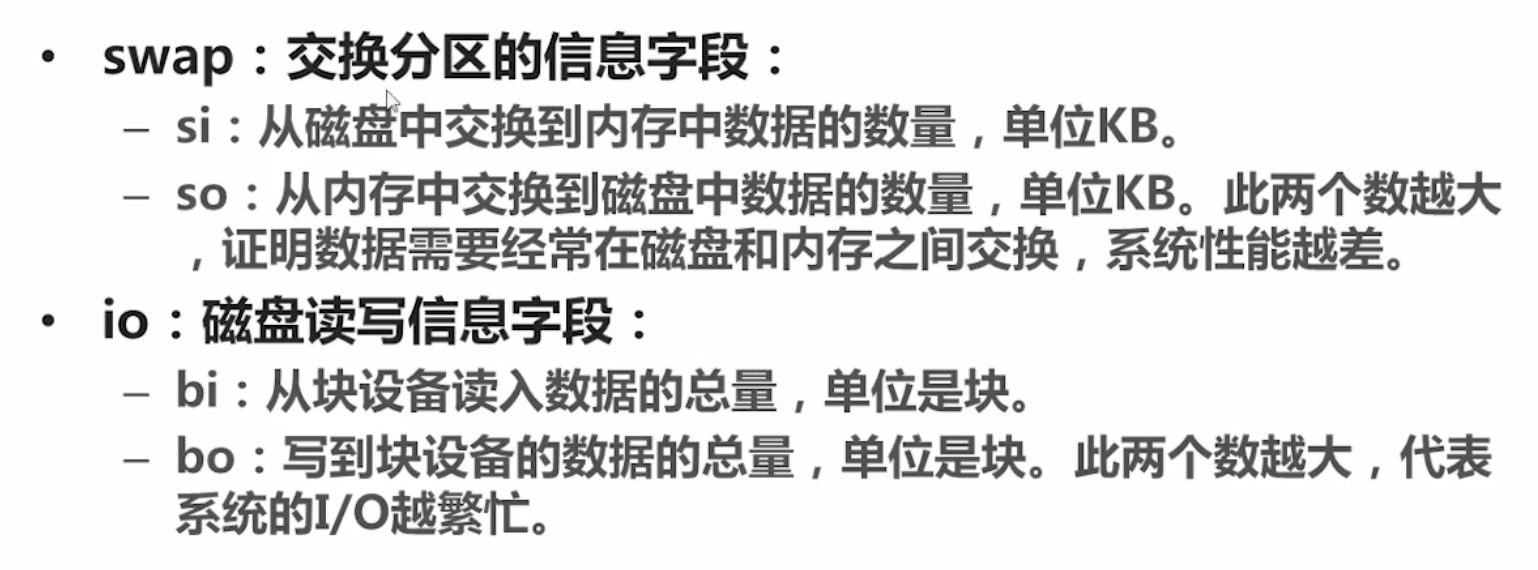 • swap：交换分区的信息字段：
– si：从磁盘中交换到内存中数据的数量，单位KB。
– so：从内存中交换到磁盘中数据的数量，单位KB。此两个数越大
，证明数据需要经常在磁盘和内存之间交换，系统性能越差。
• io：磁盘读写信息字段：
– bi：从块设备读入数据的总量，单位是块。
– bo：写到块设备的数据的总量，单位是块。此两个数越大，代表
系统的I/O越繁忙。